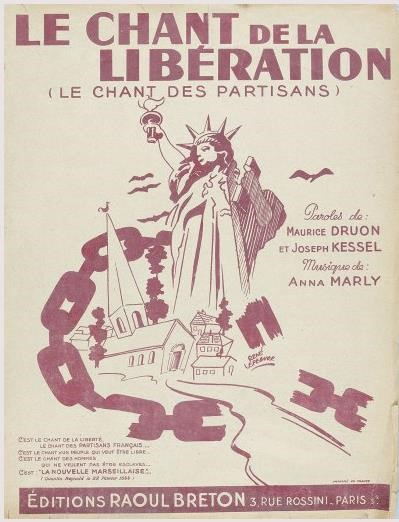 LE CHANT DE LA
LIBÉRATION
(LE CHANT DES PARTISANS)
Paroles de:
MAURICE DRUON
ET JOSEPH KESSEL
Musique de:
ANNA MARLY
RENÉ
LEFEBVRE
C'EST LE CHANT DE LA LIBERTÉ
LE CHANT DES PARTISANS FRANÇAIS...
C'EST LE CHANT D'UN PEUPLE QUI VEUT ÊTRE LIBRE...
C'EST LE CHANT DES HOMMES
QUI NE VEULENT PAS ÊTRE ESCLAVES...
C'EST "LA NOUVELLE MARSEILLAISE"...
IMPRIMÉ EN FRANCE
ÉDITIONS RAOUL BRETON 3, RUE ROSSINI-PARIS